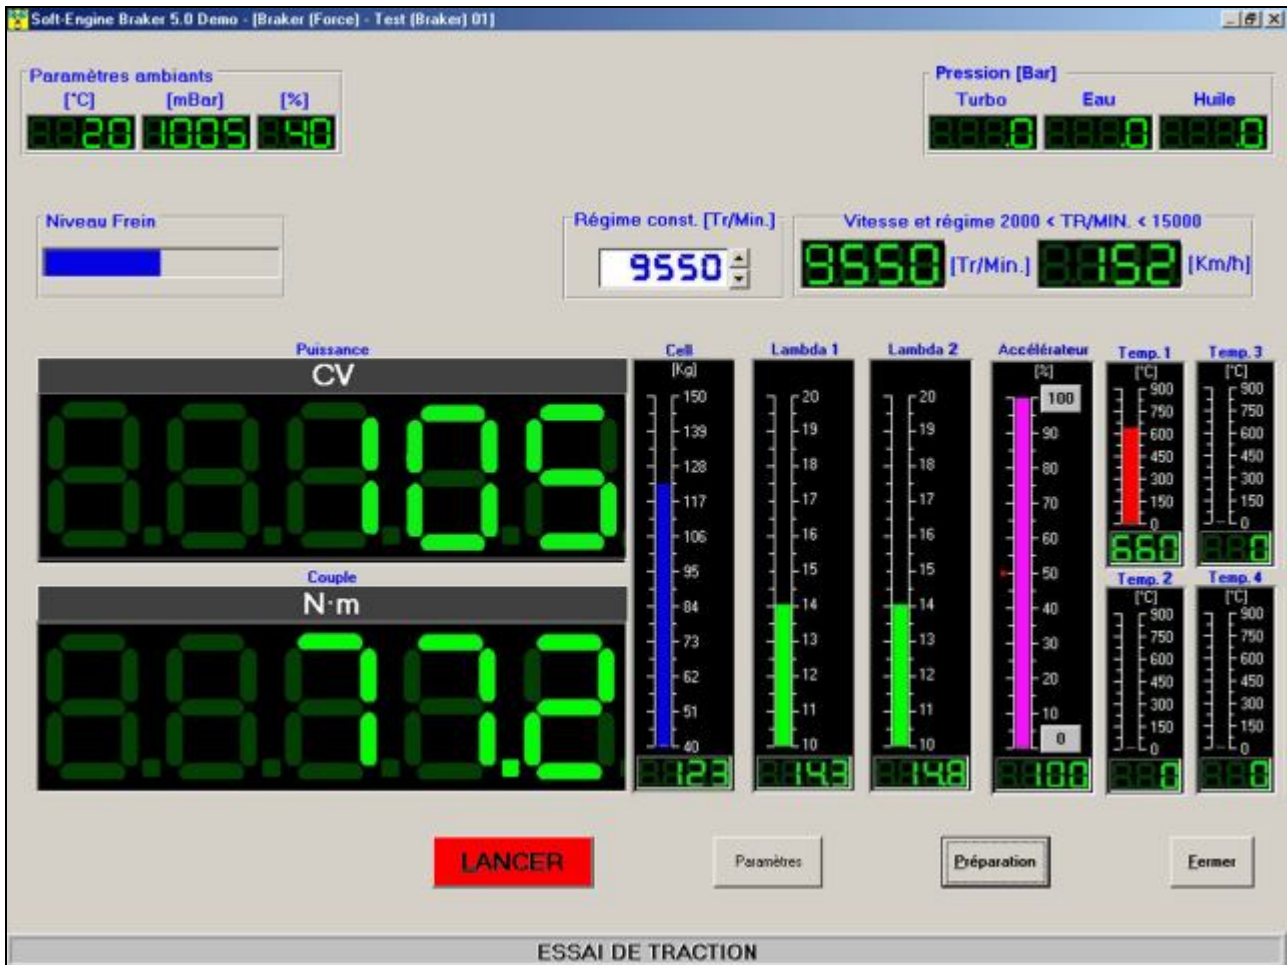 Soft-Engine Braker 5.0 Demo - [Braker (Force) - Test (Braker) 01]
Paramètres ambiants
[°C] [mBar] [%]
20 1005 40
Pression [Bar]
Turbo Eau Huile
.0 .0 .0
Niveau Frein
Régime const. [Tr/Min.]
9550
Vitesse et régime 2000 < TR/MIN. < 15000
9550 [Tr/Min.] 152 [Km/h]
Puissance
CV
105
Couple
N·m
77.2
Cell
[Kg]
150
139
128
117
106
95
84
73
62
51
40
123
Lambda 1
20
19
18
17
16
15
14
13
12
11
10
14.3
Lambda 2
20
19
18
17
16
15
14
13
12
11
10
14.8
Accélérateur
[%]
100
90
80
70
60
50
40
30
20
10
0
100
Temp. 1
[°C]
900
750
600
450
300
150
0
660
Temp. 3
[°C]
900
750
600
450
300
150
0
0
Temp. 2
[°C]
900
750
600
450
300
150
0
0
Temp. 4
[°C]
900
750
600
450
300
150
0
0
LANCER Paramètres Préparation Fermer
ESSAI DE TRACTION